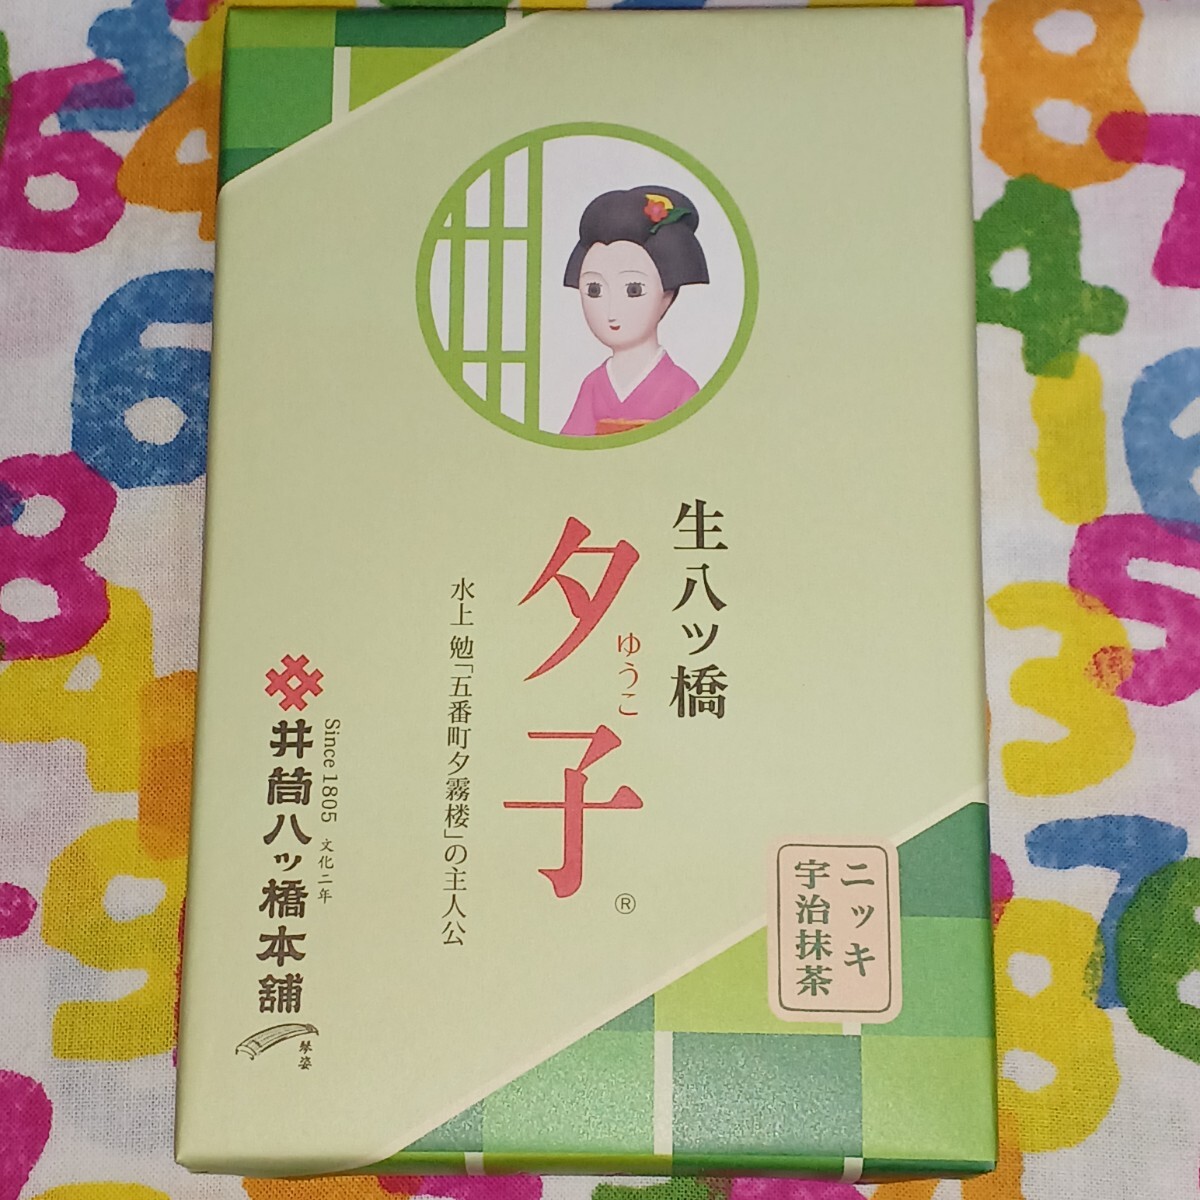 生八ッ橋
夕子
ゆうこ
®
水上 勉「五番町夕霧楼」の主人公
Since 1805 文化二年
井筒八ッ橋本舗
琴姿
ニッキ
宇治抹茶